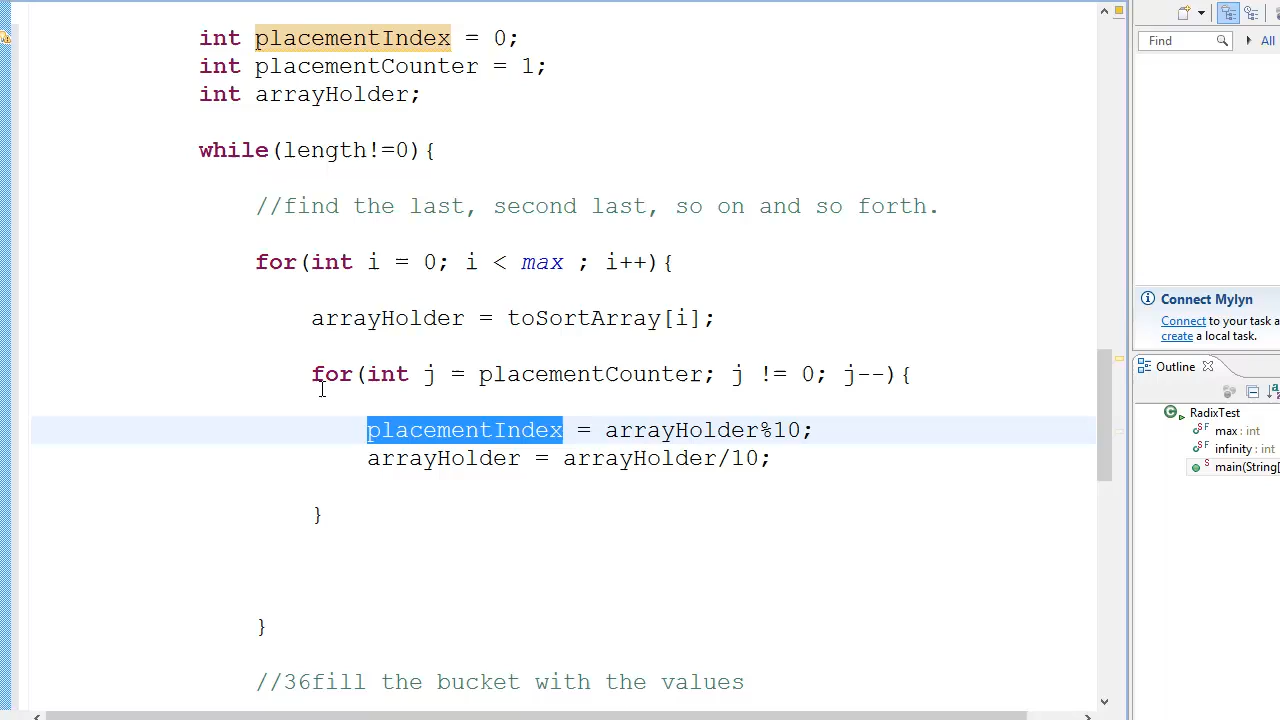 int placementIndex = 0;
int placementCounter = 1;
int arrayHolder;
while(length!=0){
//find the last, second last, so on and so forth.
for(int i = 0; i < max ; i++){
arrayHolder = toSortArray[i];
for(int j = placementCounter; j != 0; j--){
placementIndex = arrayHolder%10;
arrayHolder = arrayHolder/10;
}
}
//36fill the bucket with the values
Find
All
Connect Mylyn
Connect to your task a
create a local task.
Outline
RadixTest
max : int
infinity : int
main(String[